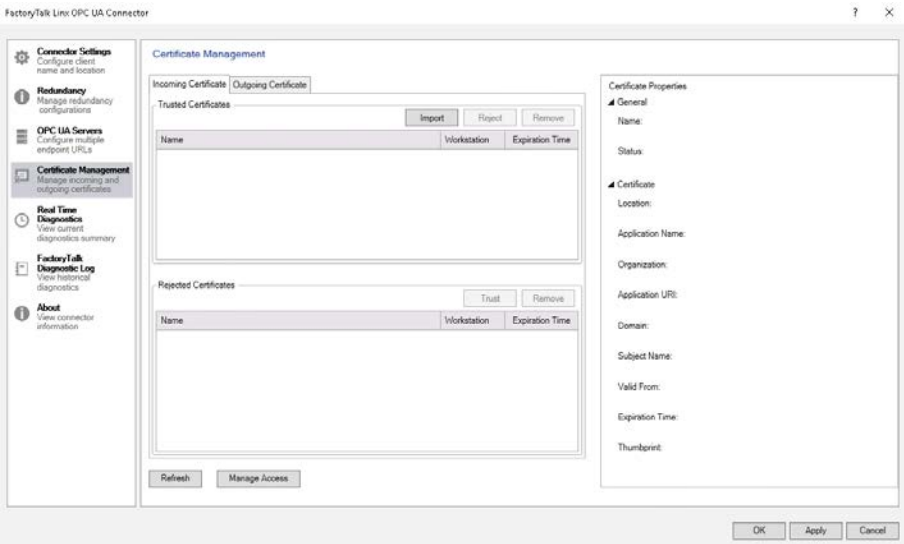 FactoryTalk Linx OPC UA Connector
?
Connector Settings
Configure client
name and location
Redundancy
Manage redundancy
configurations
OPC UA Servers
Configure multiple
endpoint URLs
Certificate Management
Manage incoming and
outgoing certificates
Real Time
Diagnostics
View current
diagnostics summary
FactoryTalk
Diagnostic Log
View historical
diagnostics
About
View connector
information
Certificate Management
Incoming Certificate Outgoing Certificate
Trusted Certificates
Import Reject Remove
Name Workstation Expiration Time
Rejected Certificates
Trust Remove
Name Workstation Expiration Time
Refresh Manage Access
Certificate Properties
General
Name:
Status:
Certificate
Location:
Application Name:
Organization:
Application URI:
Domain:
Subject Name:
Valid From:
Expiration Time:
Thumbprint:
OK Apply Cancel